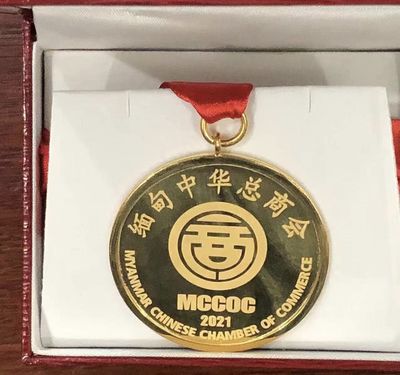 缅甸中华总商会
MCCOC
2021
MYANMAR CHINESE CHAMBER OF COMMERCE